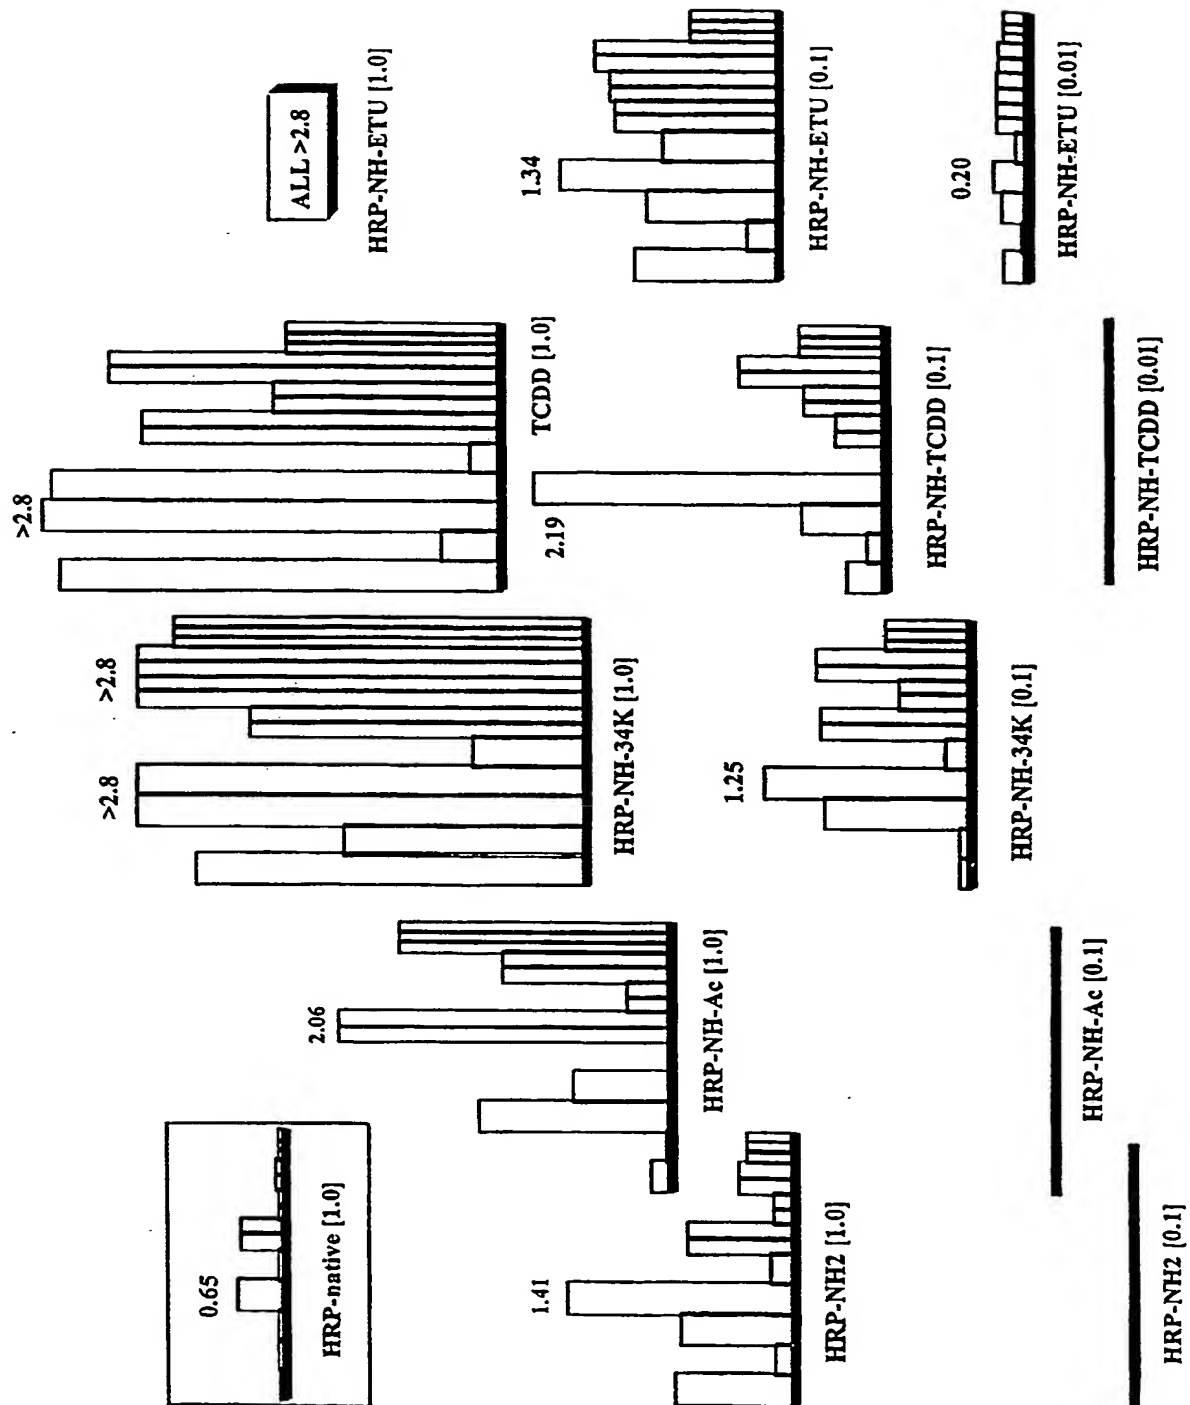 0.65
HRP-native [1.0]
1.41
HRP-NH2 [1.0]
HRP-NH2 [0.1]
2.06
HRP-NH-Ac [1.0]
HRP-NH-Ac [0.1]
>2.8
>2.8
HRP-NH-34K [1.0]
1.25
HRP-NH-34K [0.1]
>2.8
TCDD [1.0]
2.19
HRP-NH-TCDD [0.1]
HRP-NH-TCDD [0.01]
ALL >2.8
HRP-NH-ETU [1.0]
1.34
HRP-NH-ETU [0.1]
0.20
HRP-NH-ETU [0.01]